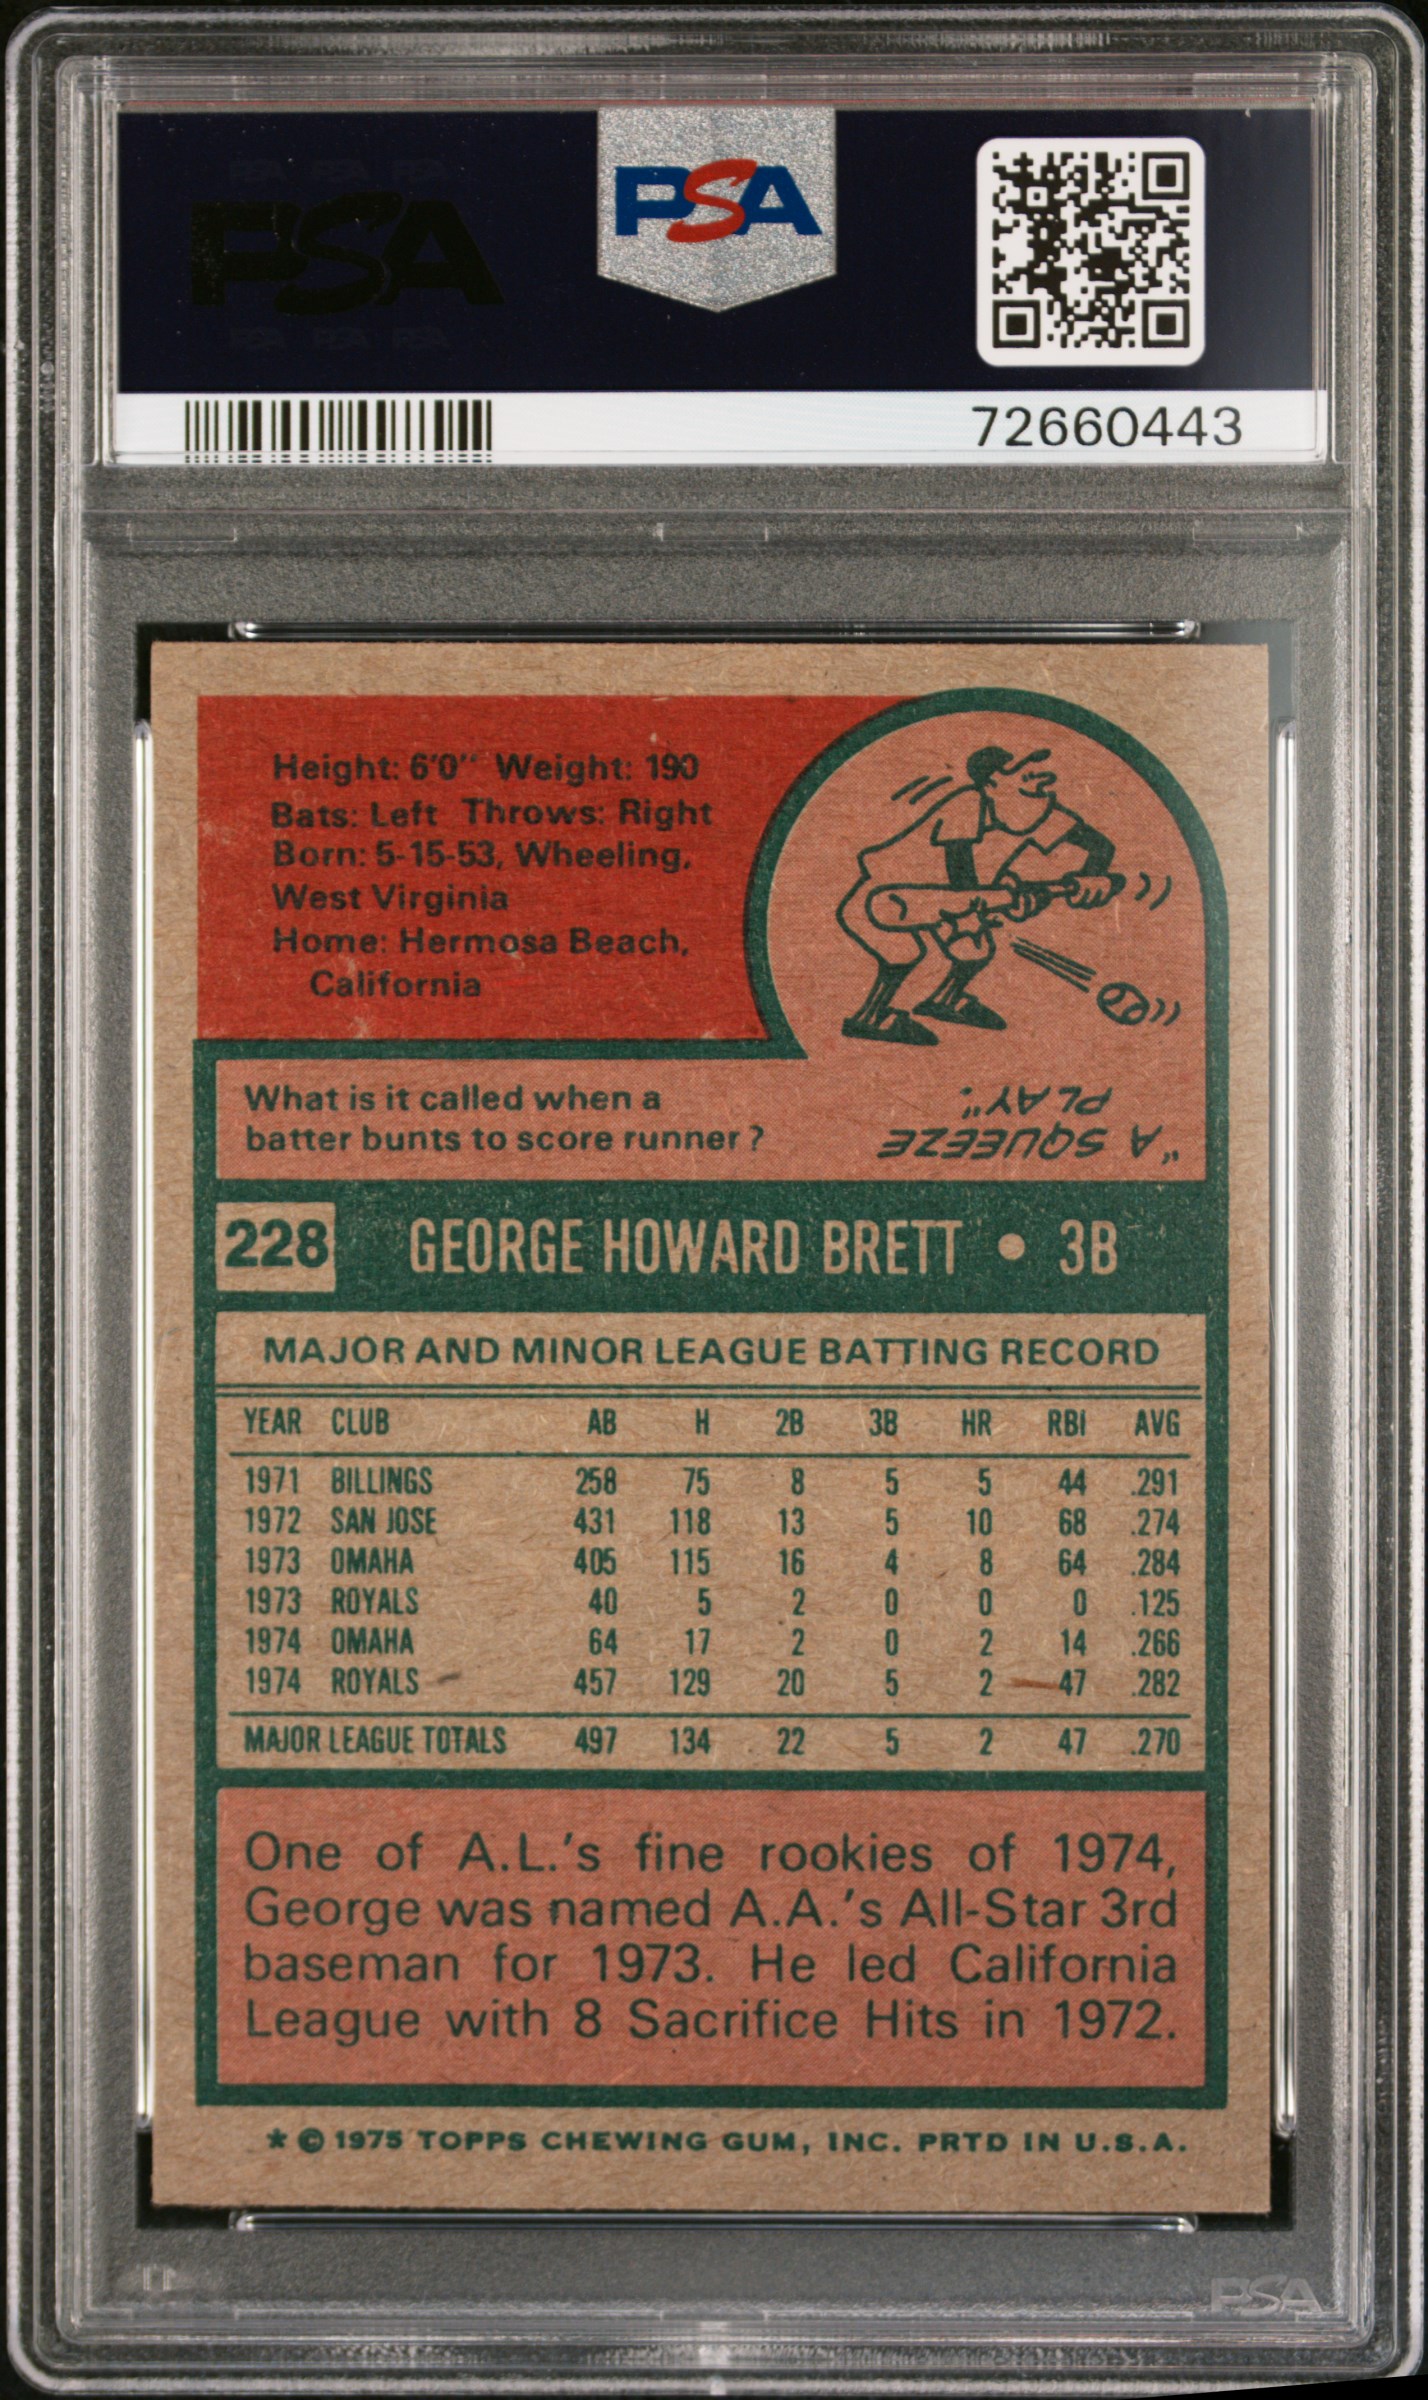 PSA
PSA
72660443
Height: 6'0" Weight: 190
Bats: Left Throws: Right
Born: 5-15-53, Wheeling,
West Virginia
Home: Hermosa Beach,
California
What is it called when a
batter bunts to score runner?
"A SQUEEZE
PLAY".
228 GEORGE HOWARD BRETT • 3B
MAJOR AND MINOR LEAGUE BATTING RECORD
YEAR CLUB AB H 2B 3B HR RBI AVG
1971 BILLINGS 258 75 8 5 5 44 .291
1972 SAN JOSE 431 118 13 5 10 68 .274
1973 OMAHA 405 115 16 4 8 64 .284
1973 ROYALS 40 5 2 0 0 0 .125
1974 OMAHA 64 17 2 0 2 14 .266
1974 ROYALS 457 129 20 5 2 47 .282
MAJOR LEAGUE TOTALS 497 134 22 5 2 47 .270
One of A.L.'s fine rookies of 1974,
George was named A.A.'s All-Star 3rd
baseman for 1973. He led California
League with 8 Sacrifice Hits in 1972.
* © 1975 TOPPS CHEWING GUM, INC. PRTD IN U.S.A.
PSA